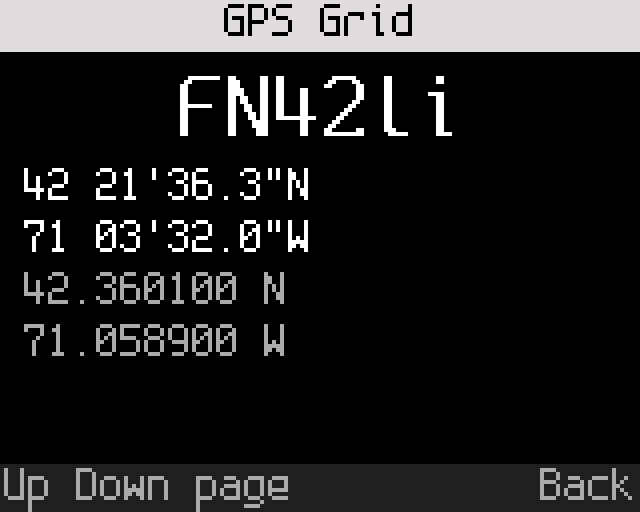 GPS Grid
FN42li
42 21'36.3"N
71 03'32.0"W
42.360100 N
71.058900 W
Up Down page Back